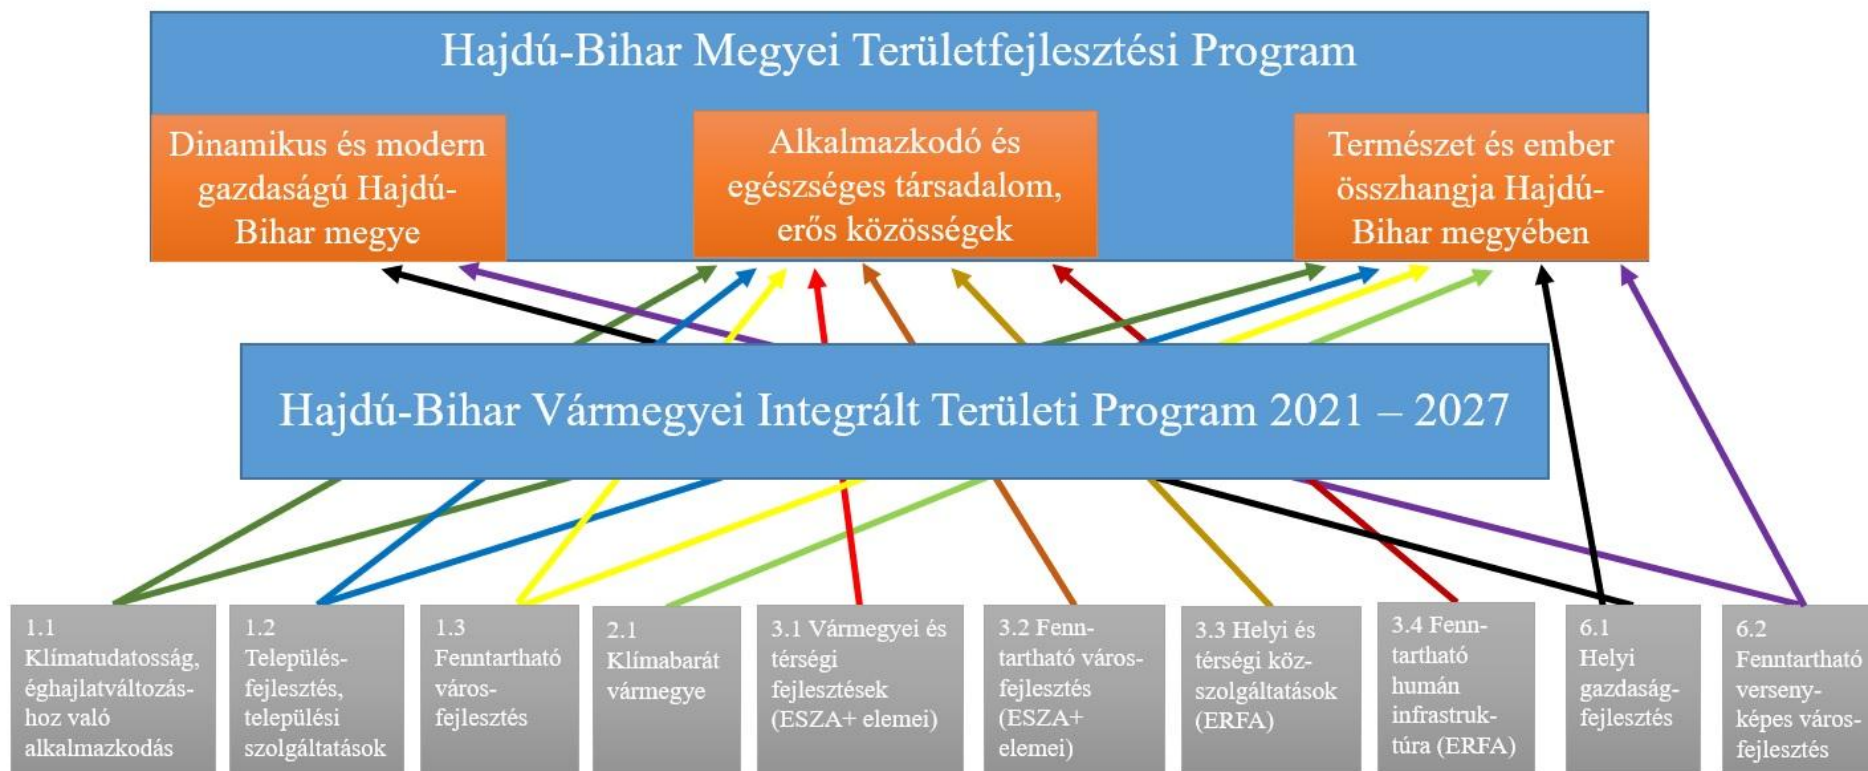 Hajdú-Bihar Megyei Területfejlesztési Program
Dinamikus és modern
gazdaságú Hajdú-
Bihar megye
Alkalmazkodó és
egészséges társadalom,
erős közösségek
Természet és ember
összhangja Hajdú-
Bihar megyében
Hajdú-Bihar Vármegyei Integrált Területi Program 2021 – 2027
1.1
Klímatudatosság,
éghajlatváltozás-
hoz való
alkalmazkodás
1.2
Település-
fejlesztés,
települési
szolgáltatások
1.3
Fenntartható
város-
fejlesztés
2.1
Klímabarát
vármegye
3.1 Vármegyei és
térségi
fejlesztések
(ESZA+ elemei)
3.2 Fenn-
tartható város-
fejlesztés
(ESZA+
elemei)
3.3 Helyi és
térségi köz-
szolgáltatások
(ERFA)
3.4 Fenn-
tartható
humán
infrastruk-
túra (ERFA)
6.1
Helyi
gazdaság-
fejlesztés
6.2
Fenntartható
verseny-
képes város-
fejlesztés